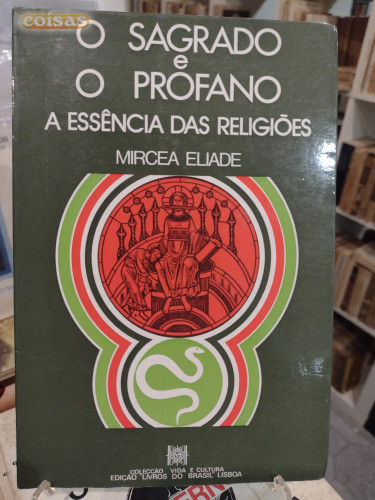 coisas
O SAGRADO
e
O PROFANO
A ESSÊNCIA DAS RELIGIÕES
MIRCEA ELIADE
COLECÇÃO VIDA E CULTURA
EDIÇÃO LIVROS DO BRASIL LISBOA